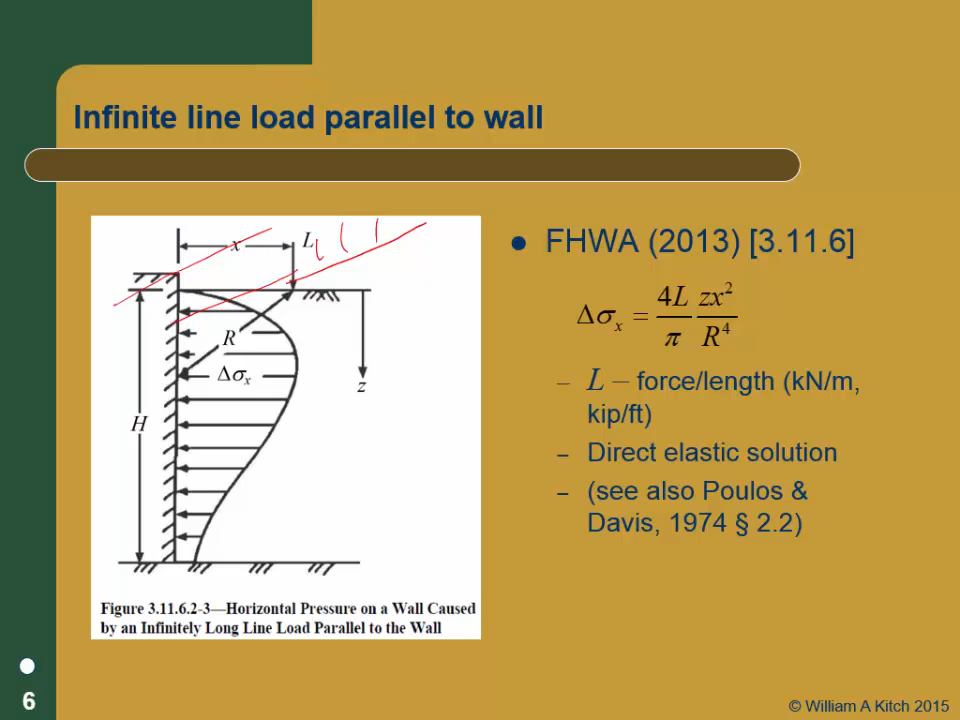 Infinite line load parallel to wall
x
L
R
Δσₓ
z
H
Figure 3.11.6.2-3—Horizontal Pressure on a Wall Caused
by an Infinitely Long Line Load Parallel to the Wall
● FHWA (2013) [3.11.6]
Δσₓ = 4L/π zx²/R⁴
– L – force/length (kN/m,
kip/ft)
– Direct elastic solution
– (see also Poulos &
Davis, 1974 § 2.2)
6
© William A Kitch 2015